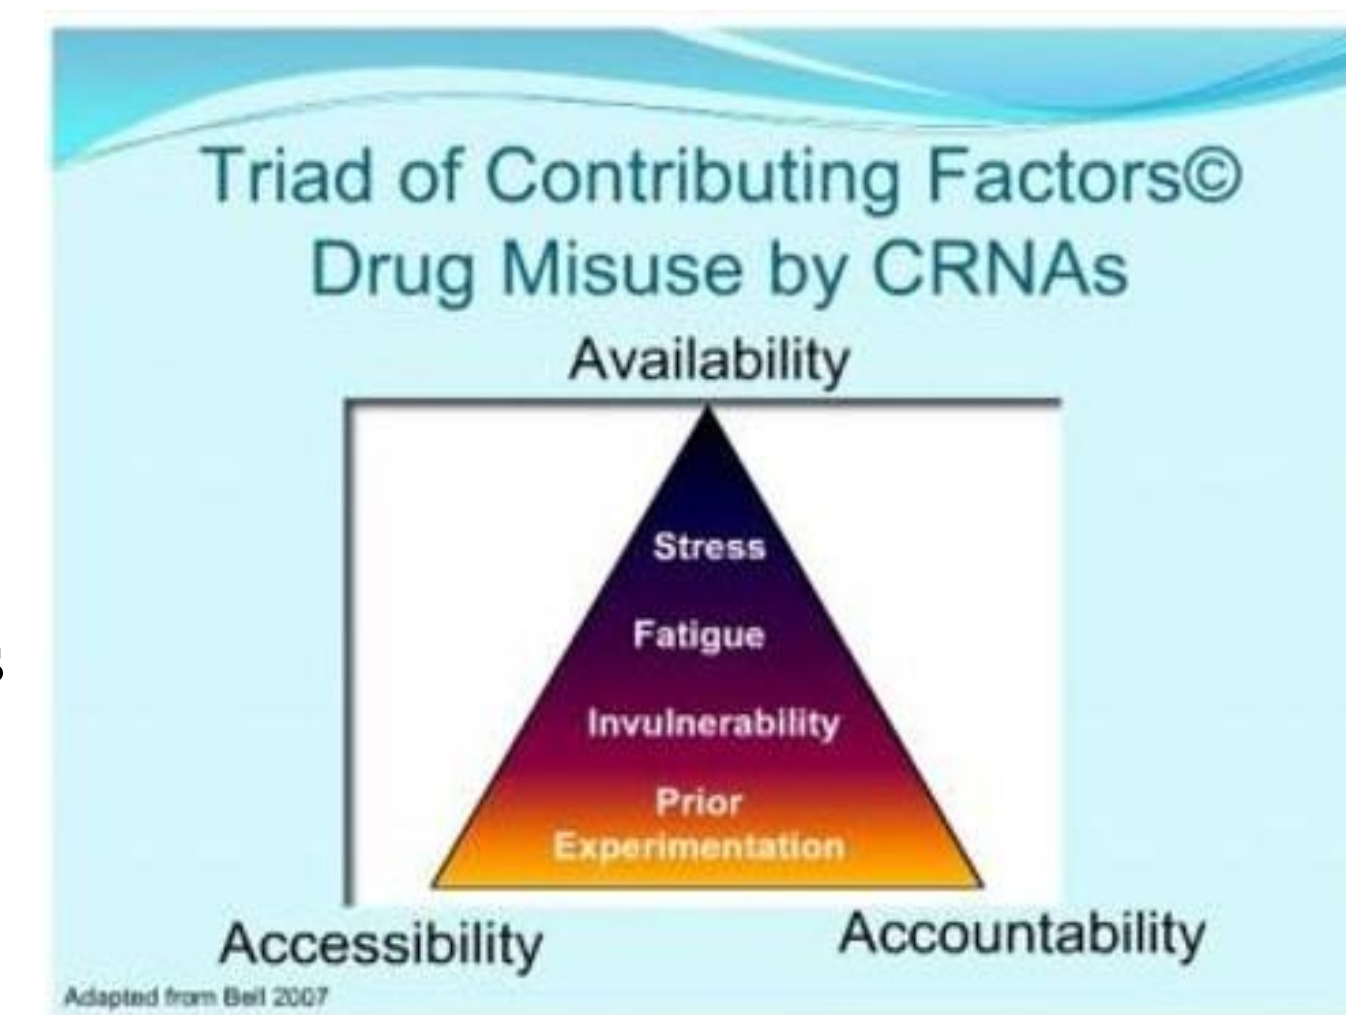 Triad of Contributing Factors©
Drug Misuse by CRNAs
Availability
Stress
Fatigue
Invulnerability
Prior
Experimentation
Accessibility
Accountability
Adapted from Bell 2007